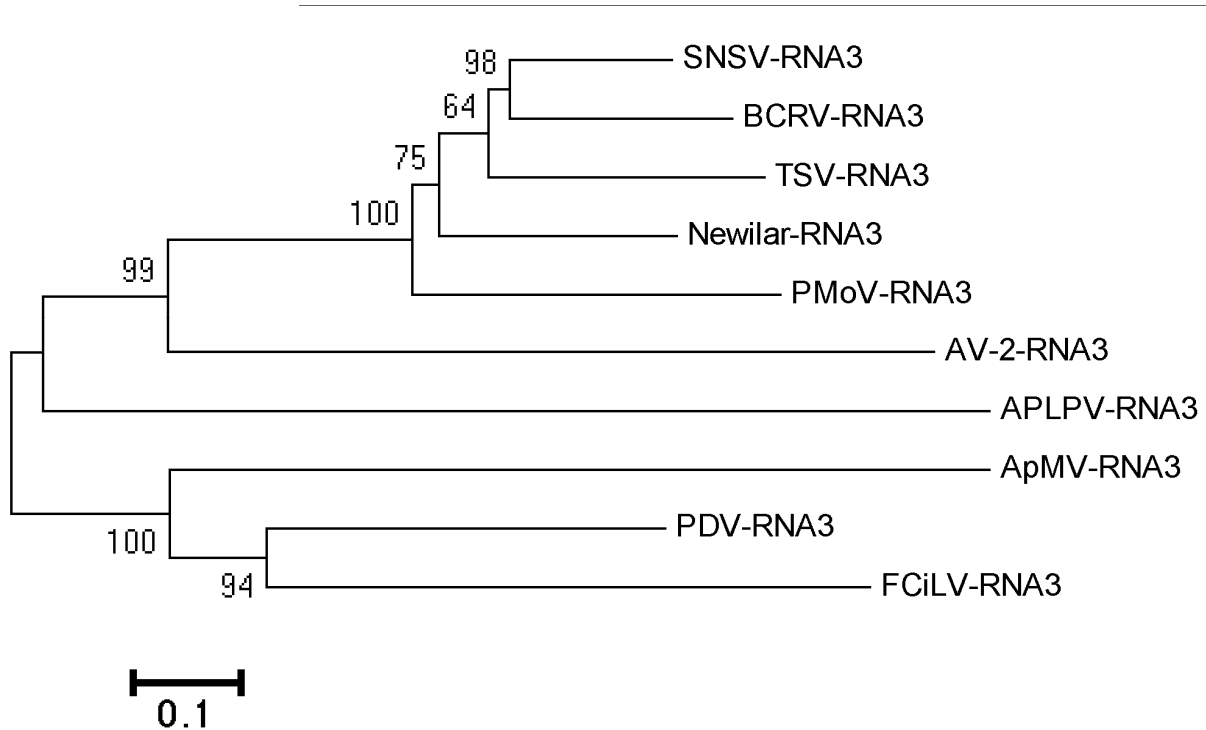 98
SNSV-RNA3
64
BCRV-RNA3
75
TSV-RNA3
100
Newilar-RNA3
99
PMoV-RNA3
AV-2-RNA3
APLPV-RNA3
ApMV-RNA3
100
PDV-RNA3
94
FCiLV-RNA3
0.1